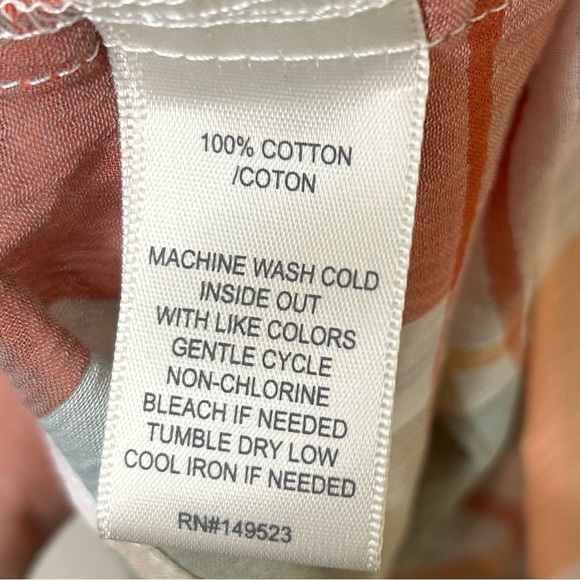 100% COTTON
/COTON
MACHINE WASH COLD
INSIDE OUT
WITH LIKE COLORS
GENTLE CYCLE
NON-CHLORINE
BLEACH IF NEEDED
TUMBLE DRY LOW
COOL IRON IF NEEDED
RN#149523